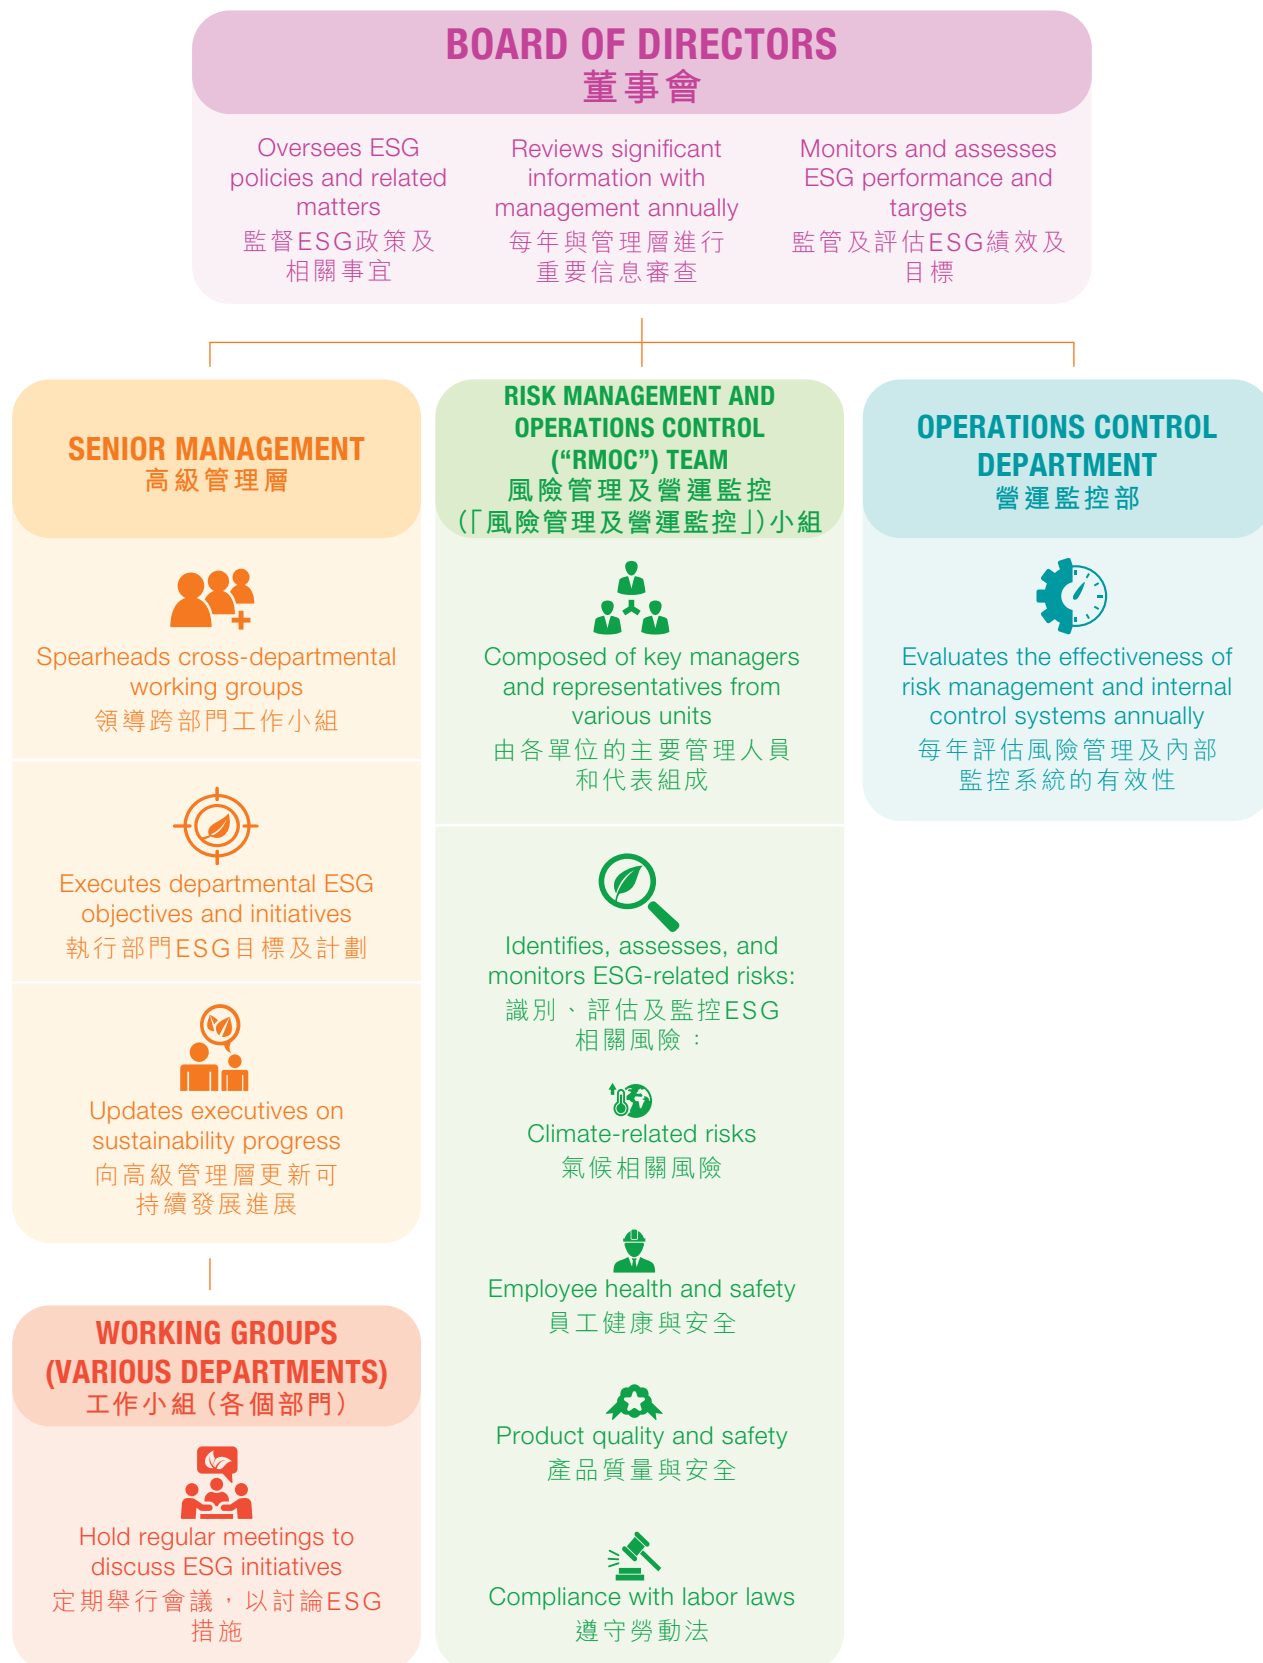 BOARD OF DIRECTORS
董事會
Oversees ESG
policies and related
matters
監督ESG政策及
相關事宜
Reviews significant
information with
management annually
每年與管理層進行
重要信息審查
Monitors and assesses
ESG performance and
targets
監管及評估ESG績效及
目標
SENIOR MANAGEMENT
高級管理層
Spearheads cross-departmental
working groups
領導跨部門工作小組
Executes departmental ESG
objectives and initiatives
執行部門ESG目標及計劃
Updates executives on
sustainability progress
向高級管理層更新可
持續發展進展
WORKING GROUPS
(VARIOUS DEPARTMENTS)
工作小組（各個部門）
Hold regular meetings to
discuss ESG initiatives
定期舉行會議，以討論ESG
措施
RISK MANAGEMENT AND
OPERATIONS CONTROL
(“RMOC”) TEAM
風險管理及營運監控
（「風險管理及營運監控」）小組
Composed of key managers
and representatives from
various units
由各單位的主要管理人員
和代表組成
Identifies, assesses, and
monitors ESG-related risks:
識別、評估及監控ESG
相關風險：
Climate-related risks
氣候相關風險
Employee health and safety
員工健康與安全
Product quality and safety
產品質量與安全
Compliance with labor laws
遵守勞動法
OPERATIONS CONTROL
DEPARTMENT
營運監控部
Evaluates the effectiveness of
risk management and internal
control systems annually
每年評估風險管理及內部
監控系統的有效性